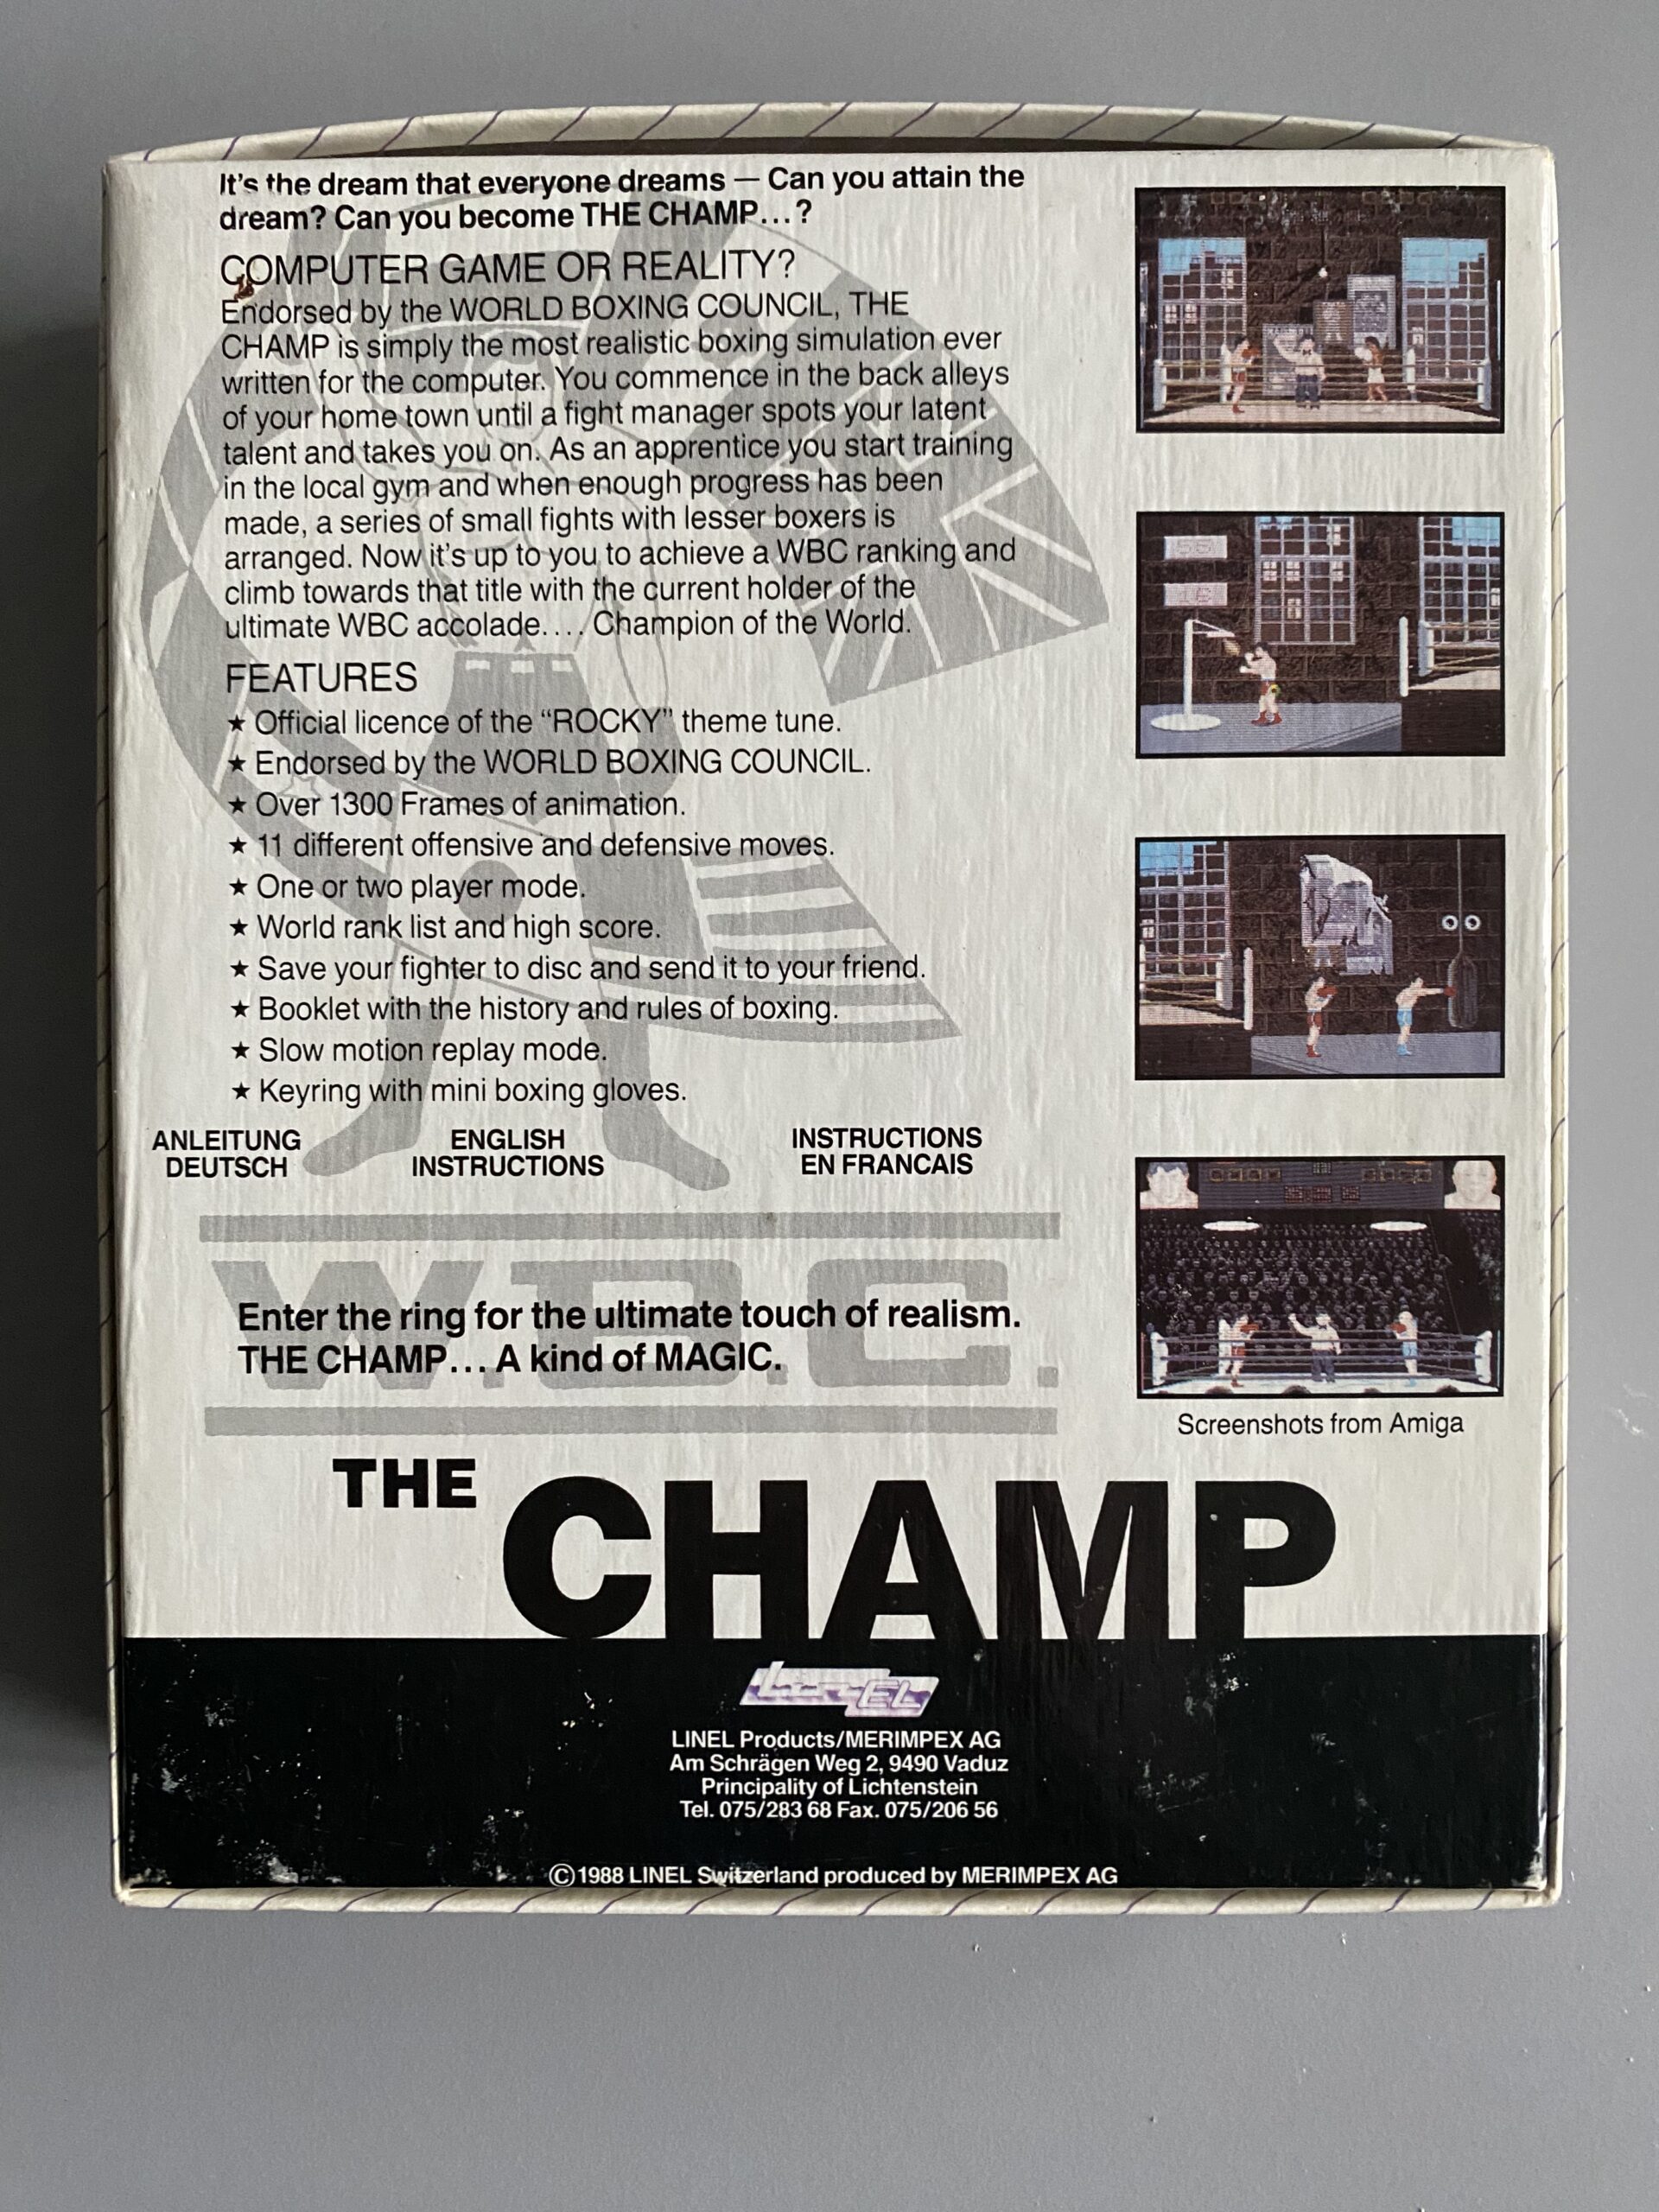 It's the dream that everyone dreams — Can you attain the
dream? Can you become THE CHAMP...?
COMPUTER GAME OR REALITY?
Endorsed by the WORLD BOXING COUNCIL, THE
CHAMP is simply the most realistic boxing simulation ever
written for the computer. You commence in the back alleys
of your home town until a fight manager spots your latent
talent and takes you on. As an apprentice you start training
in the local gym and when enough progress has been
made, a series of small fights with lesser boxers is
arranged. Now it's up to you to achieve a WBC ranking and
climb towards that title with the current holder of the
ultimate WBC accolade.... Champion of the World.
FEATURES
★ Official licence of the “ROCKY” theme tune.
★ Endorsed by the WORLD BOXING COUNCIL.
★ Over 1300 Frames of animation.
★ 11 different offensive and defensive moves.
★ One or two player mode.
★ World rank list and high score.
★ Save your fighter to disc and send it to your friend.
★ Booklet with the history and rules of boxing.
★ Slow motion replay mode.
★ Keyring with mini boxing gloves.
ANLEITUNG
DEUTSCH
ENGLISH
INSTRUCTIONS
INSTRUCTIONS
EN FRANCAIS
W.B.C.
Enter the ring for the ultimate touch of realism.
THE CHAMP... A kind of MAGIC.
Screenshots from Amiga
THE
CHAMP
LINEL
LINEL Products/MERIMPEX AG
Am Schrägen Weg 2, 9490 Vaduz
Principality of Lichtenstein
Tel. 075/283 68 Fax. 075/206 56
©1988 LINEL Switzerland produced by MERIMPEX AG